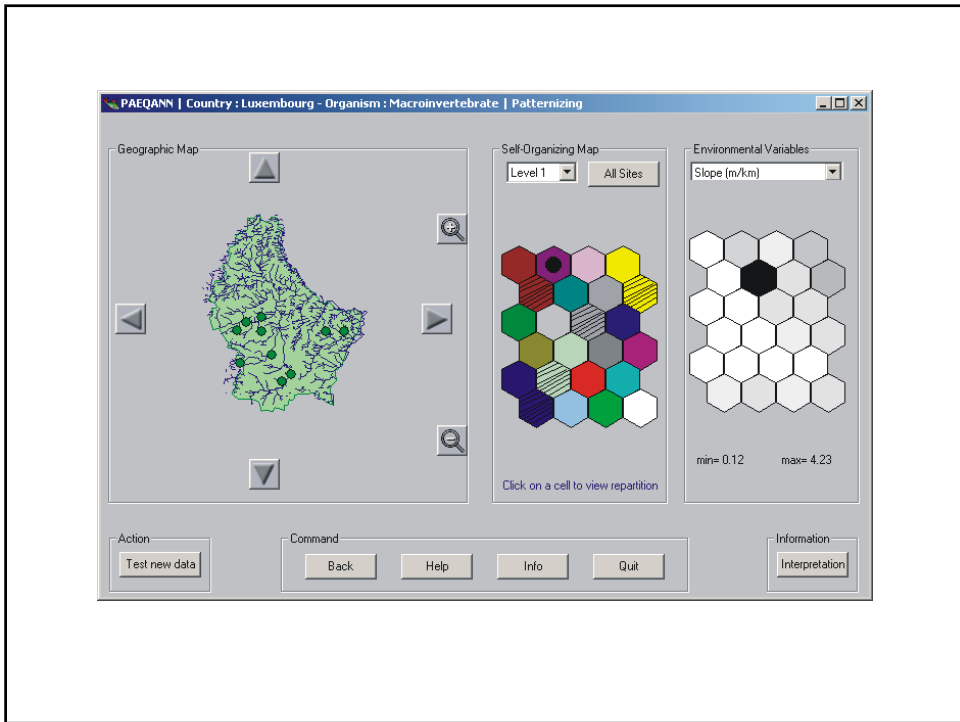 PAEQANN | Country : Luxembourg - Organism : Macroinvertebrate | Patternizing
Geographic Map
Self-Organizing Map
Level 1
All Sites
Click on a cell to view repartition
Environmental Variables
Slope (m/km)
min= 0.12 max= 4.23
Action
Test new data
Command
Back
Help
Info
Quit
Information
Interpretation